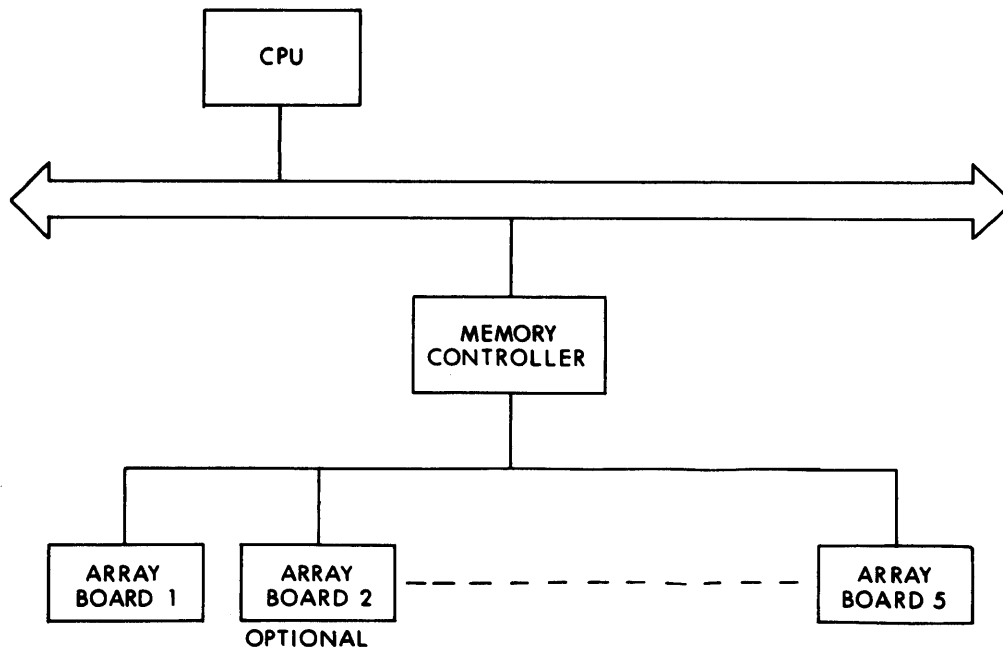 CPU
MEMORY
CONTROLLER
ARRAY
BOARD 1
ARRAY
BOARD 2
OPTIONAL
ARRAY
BOARD 5